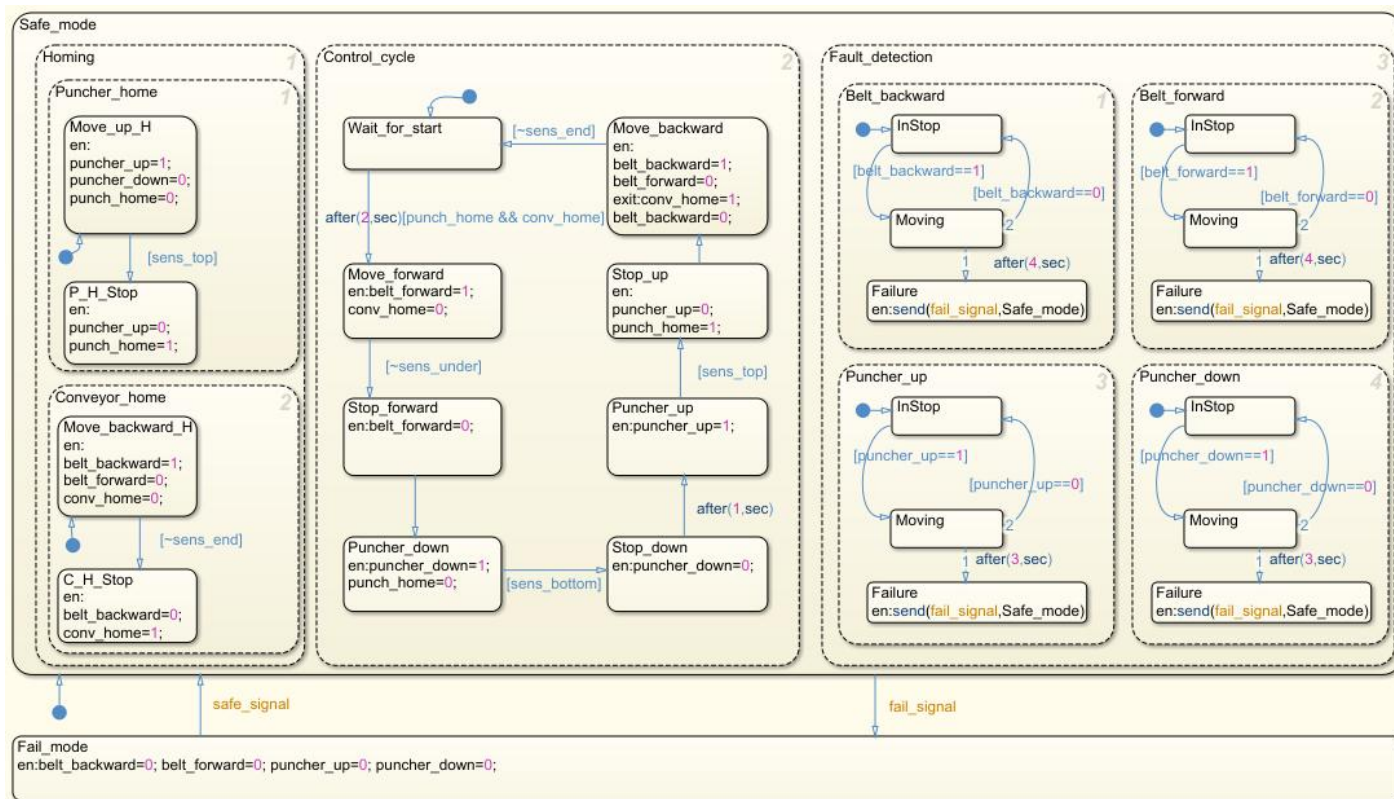 Safe_mode
Homing
1
Puncher_home
1
Move_up_H
en:
puncher_up=1;
puncher_down=0;
punch_home=0;
[sens_top]
P_H_Stop
en:
puncher_up=0;
punch_home=1;
Conveyor_home
2
Move_backward_H
en:
belt_backward=1;
belt_forward=0;
conv_home=0;
[~sens_end]
C_H_Stop
en:
belt_backward=0;
conv_home=1;
Control_cycle
2
Wait_for_start
after(2,sec)[punch_home && conv_home]
Move_forward
en:belt_forward=1;
conv_home=0;
[~sens_under]
Stop_forward
en:belt_forward=0;
Puncher_down
en:puncher_down=1;
punch_home=0;
[sens_bottom]
Stop_down
en:puncher_down=0;
after(1,sec)
Puncher_up
en:puncher_up=1;
[sens_top]
Stop_up
en:
puncher_up=0;
punch_home=1;
Move_backward
en:
belt_backward=1;
belt_forward=0;
exit:conv_home=1;
belt_backward=0;
[~sens_end]
Fault_detection
3
Belt_backward
1
InStop
[belt_backward==1]
[belt_backward==0]
Moving
2
1
after(4,sec)
Failure
en:send(fail_signal,Safe_mode)
Belt_forward
2
InStop
[belt_forward==1]
[belt_forward==0]
Moving
2
1
after(4,sec)
Failure
en:send(fail_signal,Safe_mode)
Puncher_up
3
InStop
[puncher_up==1]
[puncher_up==0]
Moving
2
1
after(3,sec)
Failure
en:send(fail_signal,Safe_mode)
Puncher_down
4
InStop
[puncher_down==1]
[puncher_down==0]
Moving
2
1
after(3,sec)
Failure
en:send(fail_signal,Safe_mode)
safe_signal
fail_signal
Fail_mode
en:belt_backward=0; belt_forward=0; puncher_up=0; puncher_down=0;